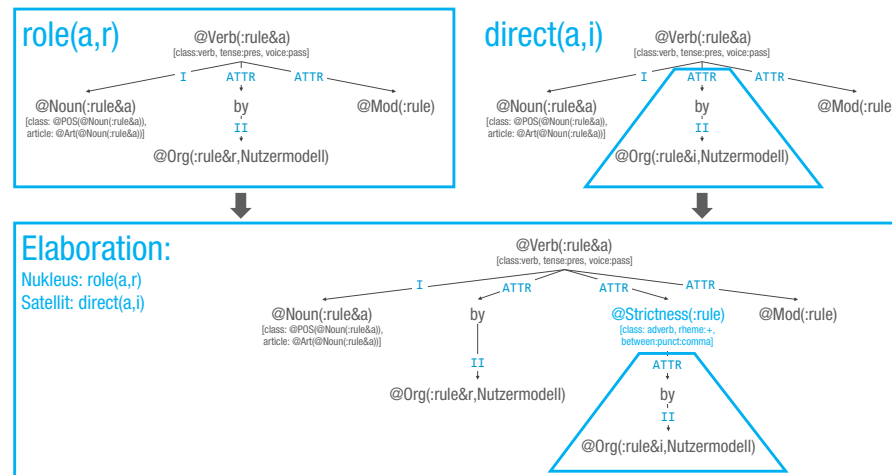 role(a,r)
@Verb(:rule&a)
[class:verb, tense:pres, voice:pass]
I ATTR ATTR
@Noun(:rule&a)
[class: @POS(@Noun(:rule&a)),
article: @Art(@Noun(:rule&a))]
by
@Mod(:rule)
II
@Org(:rule&r,Nutzermodell)
direct(a,i)
@Verb(:rule&a)
[class:verb, tense:pres, voice:pass]
I ATTR ATTR
@Noun(:rule&a)
[class: @POS(@Noun(:rule&a)),
article: @Art(@Noun(:rule&a))]
by
@Mod(:rule)
II
@Org(:rule&i,Nutzermodell)
Elaboration:
Nukleus: role(a,r)
Satellit: direct(a,i)
@Verb(:rule&a)
[class:verb, tense:pres, voice:pass]
I ATTR ATTR ATTR
@Noun(:rule&a)
[class: @POS(@Noun(:rule&a)),
article: @Art(@Noun(:rule&a))]
by
@Strictness(:rule)
[class: adverb, rheme:+,
between:punct:comma]
@Mod(:rule)
II
@Org(:rule&r,Nutzermodell)
ATTR
by
II
@Org(:rule&i,Nutzermodell)